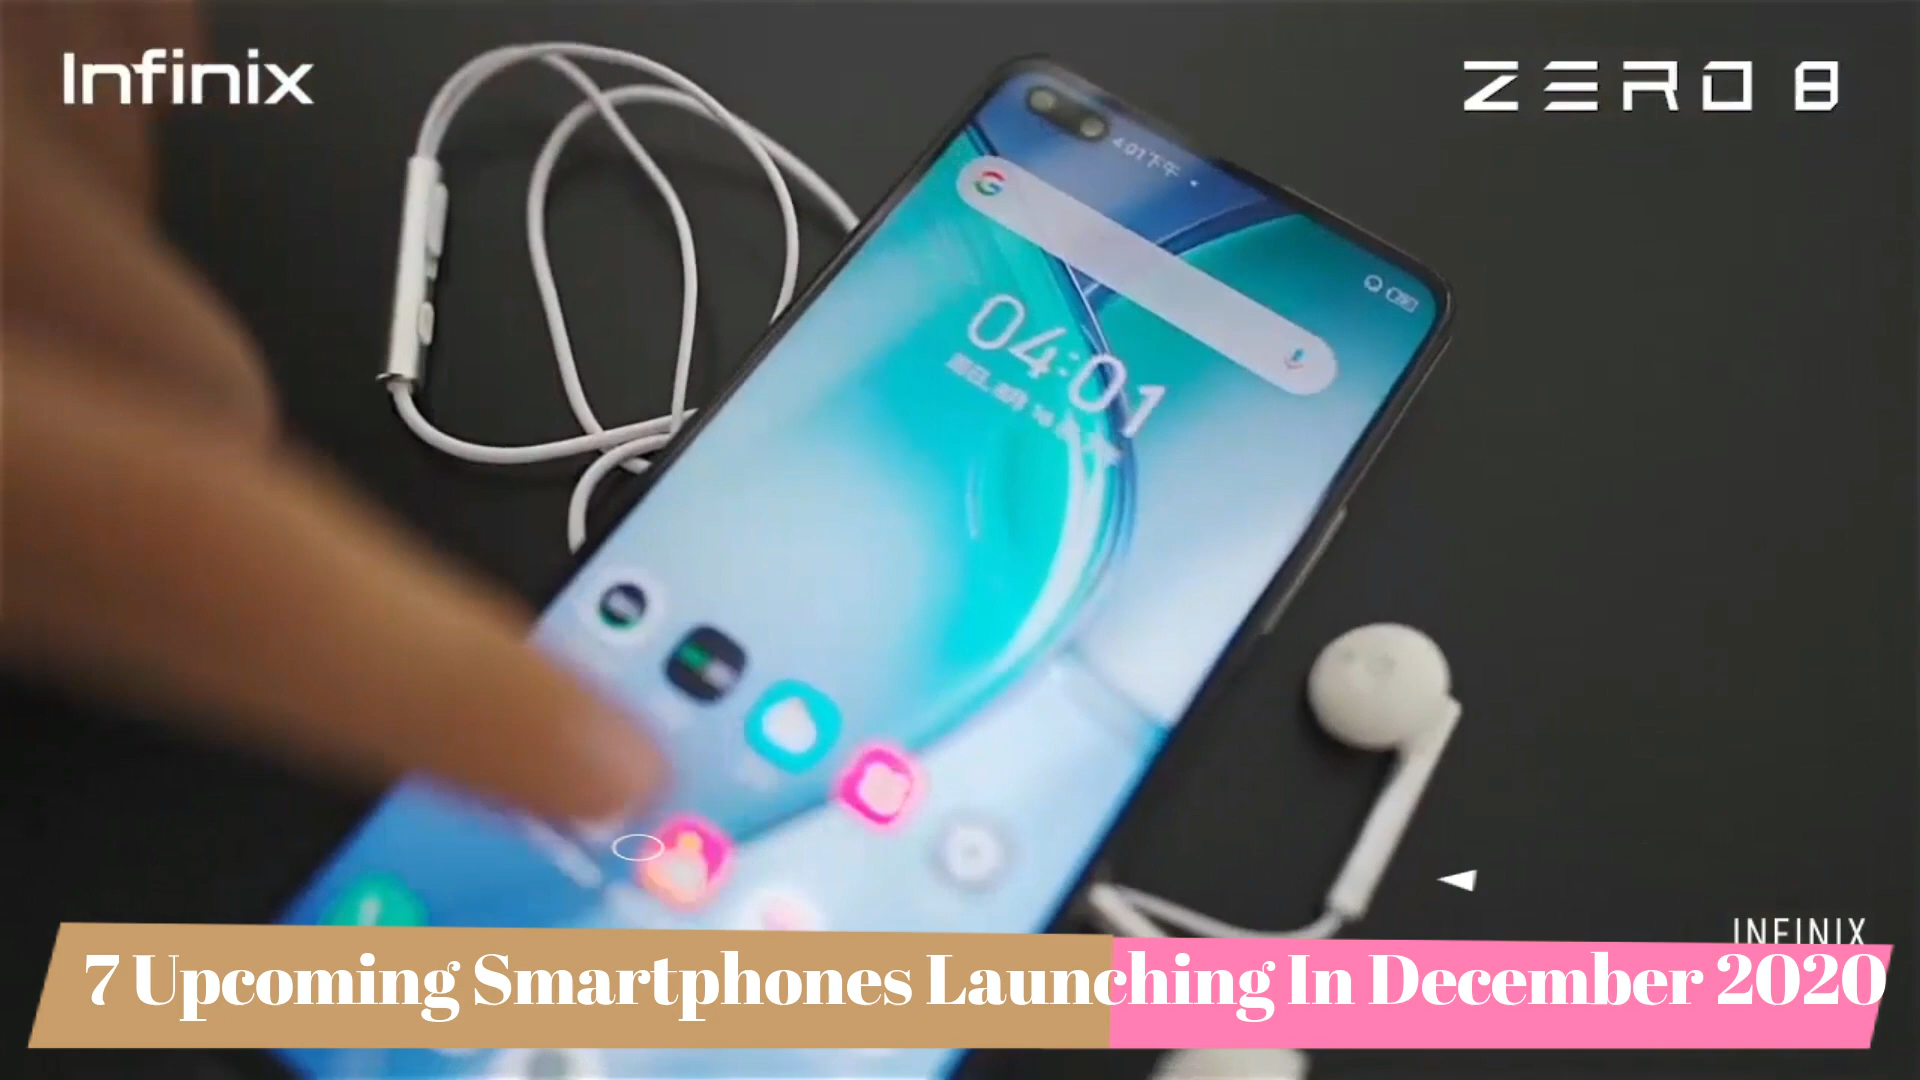 Infinix
ZERO 8
4:01下午
04:01
INFINIX
7 Upcoming Smartphones Launching In December 2020